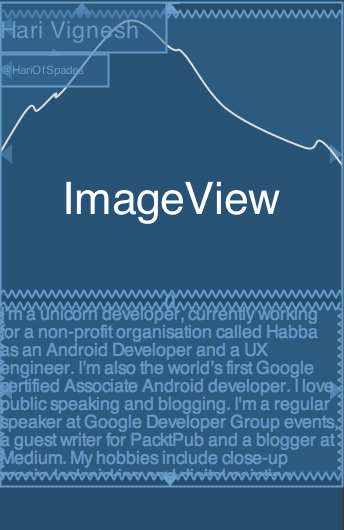 Hari Vignesh
@HariOfSpades
ImageView
0
I'm a unicorn developer, currently working
for a non-profit organisation called Habba
as an Android Developer and a UX
engineer. I'm also the world's first Google
certified Associate Android developer. I love
public speaking and blogging. I'm a regular
speaker at Google Developer Group events,
a guest writer for PacktPub and a blogger at
Medium. My hobbies include close-up